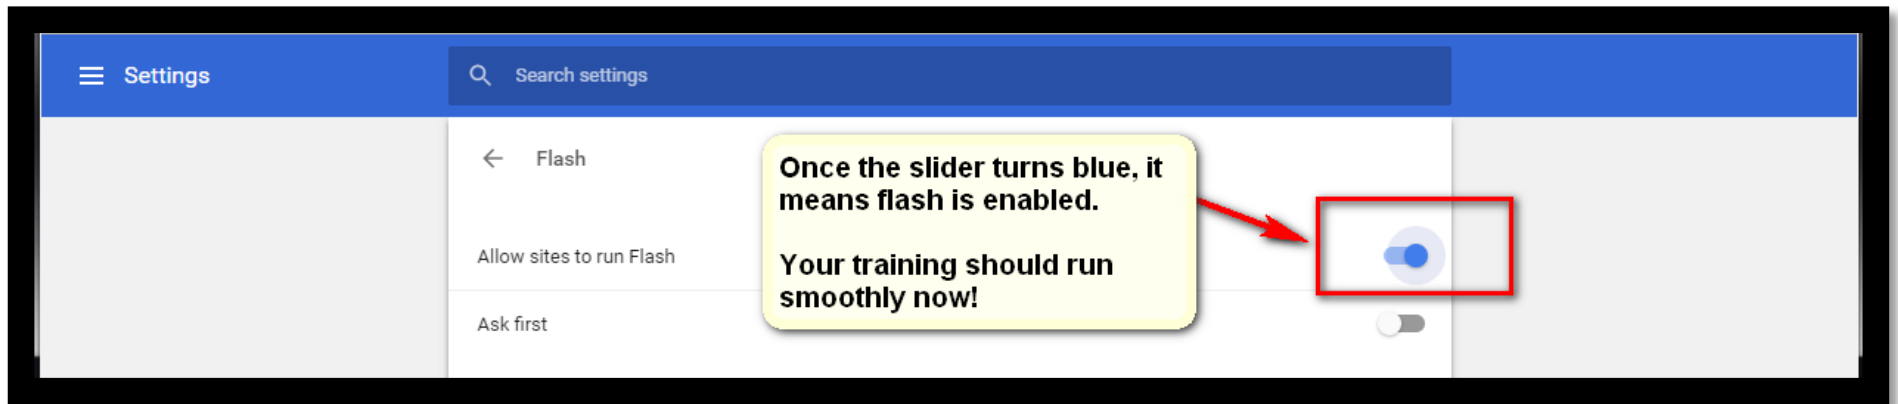 Settings
Search settings
Flash
Once the slider turns blue, it
means flash is enabled.
Your training should run
smoothly now!
Allow sites to run Flash
Ask first